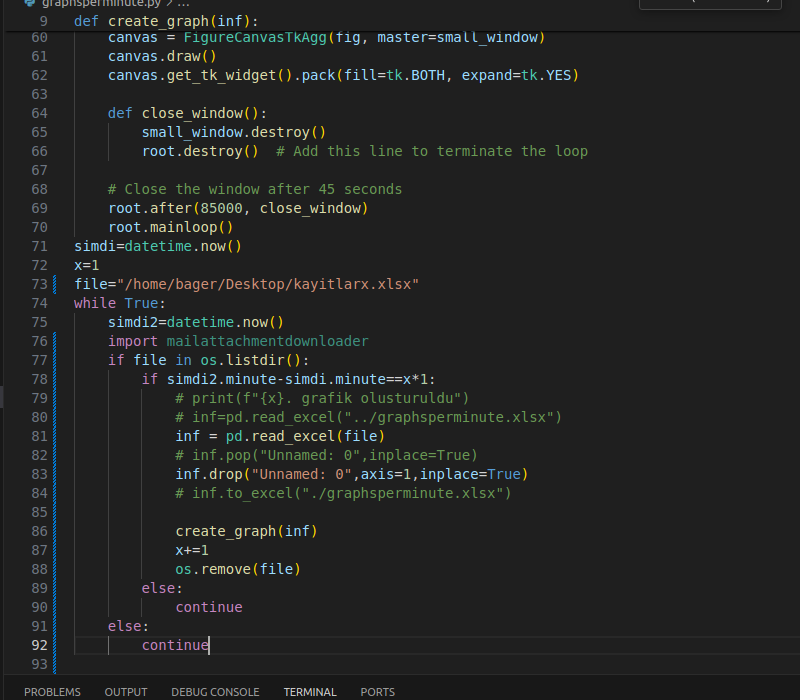 graphsperminute.py > ...
9 def create_graph(inf):
60 canvas = FigureCanvasTkAgg(fig, master=small_window)
61 canvas.draw()
62 canvas.get_tk_widget().pack(fill=tk.BOTH, expand=tk.YES)
63
64 def close_window():
65 small_window.destroy()
66 root.destroy()  # Add this line to terminate the loop
67
68 # Close the window after 45 seconds
69 root.after(85000, close_window)
70 root.mainloop()
71 simdi=datetime.now()
72 x=1
73 file="/home/bager/Desktop/kayitlarx.xlsx"
74 while True:
75 simdi2=datetime.now()
76 import mailattachmentdownloader
77 if file in os.listdir():
78 if simdi2.minute-simdi.minute==x*1:
79 # print(f"{x}. grafik olusturuldu")
80 # inf=pd.read_excel("../graphsperminute.xlsx")
81 inf = pd.read_excel(file)
82 # inf.pop("Unnamed: 0",inplace=True)
83 inf.drop("Unnamed: 0",axis=1,inplace=True)
84 # inf.to_excel("./graphsperminute.xlsx")
85
86 create_graph(inf)
87 x+=1
88 os.remove(file)
89 else:
90 continue
91 else:
92 continue
93
PROBLEMS OUTPUT DEBUG CONSOLE TERMINAL PORTS